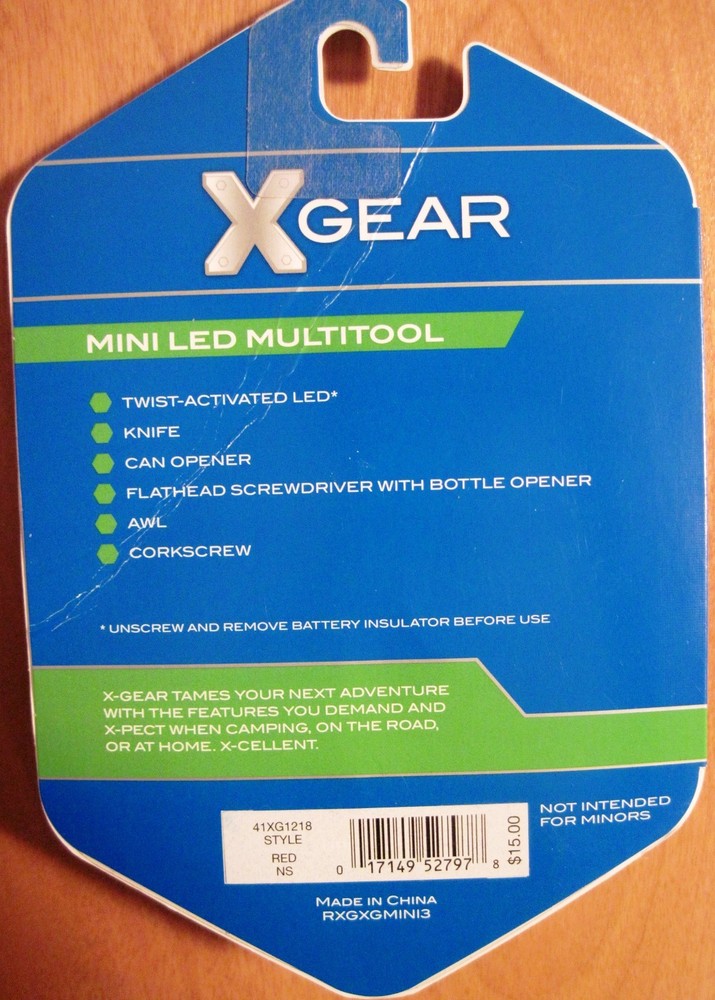 X GEAR
MINI LED MULTITOOL
TWIST-ACTIVATED LED*
KNIFE
CAN OPENER
FLATHEAD SCREWDRIVER WITH BOTTLE OPENER
AWL
CORKSCREW
* UNSCREW AND REMOVE BATTERY INSULATOR BEFORE USE
X-GEAR TAMES YOUR NEXT ADVENTURE
WITH THE FEATURES YOU DEMAND AND
X-PECT WHEN CAMPING, ON THE ROAD,
OR AT HOME. X-CELLENT.
41XG1218
STYLE
RED
NS
0 17149 52797 8
$15.00
NOT INTENDED
FOR MINORS
MADE IN CHINA
RXGXGMINI3